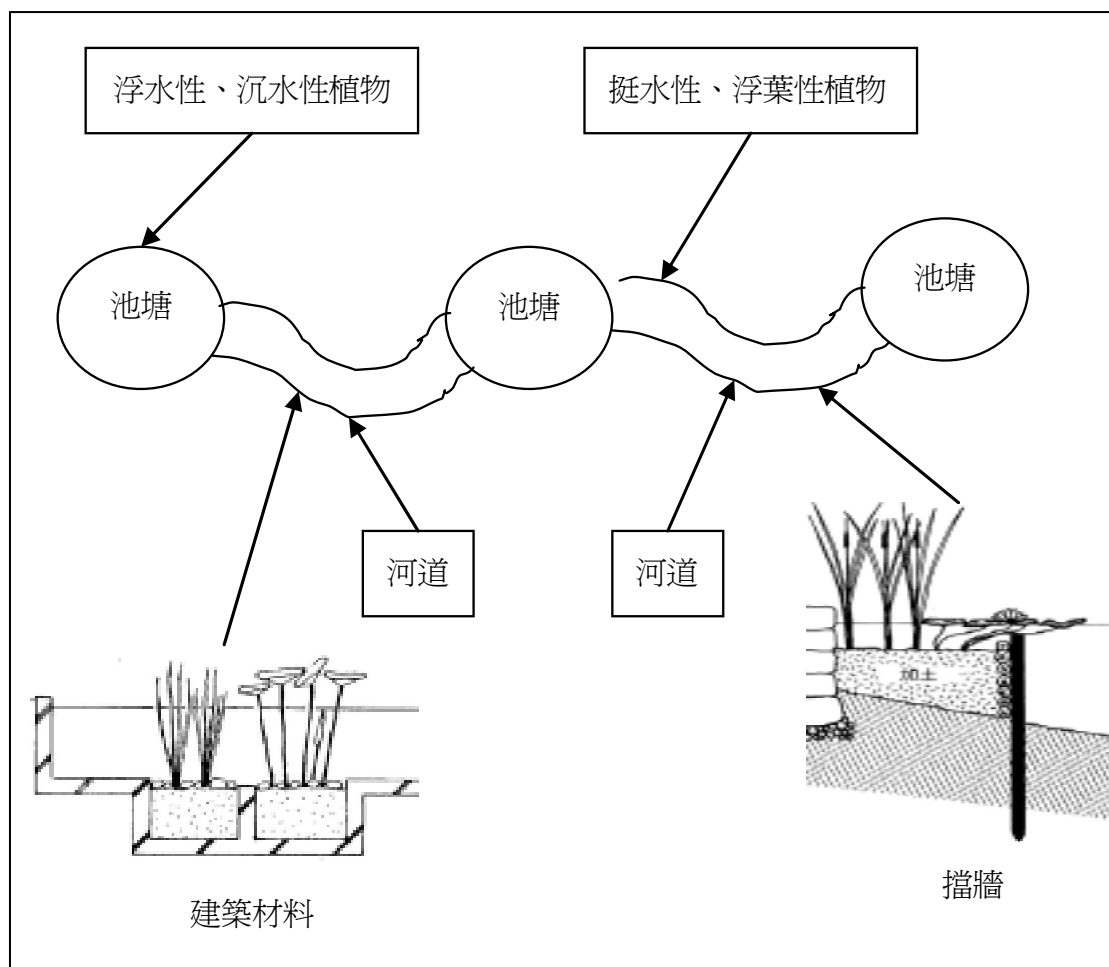 浮水性、沉水性植物
挺水性、浮葉性植物
池塘
池塘
池塘
河道
河道
加土
建築材料
擋牆